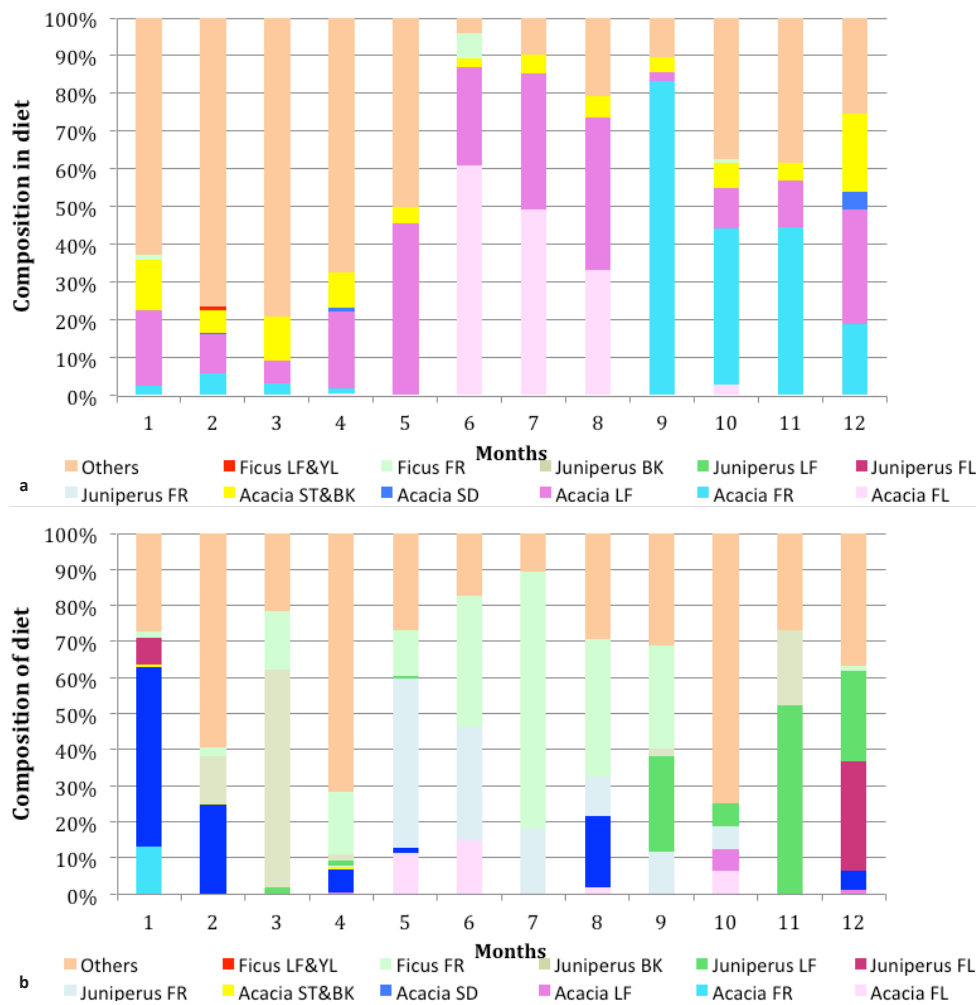 100%
90%
80%
70%
60%
50%
40%
30%
20%
10%
0%
Composition in diet
1 2 3 4 5 6 7 8 9 10 11 12
Months
Others Ficus LF&YL Ficus FR Juniperus BK Juniperus LF Juniperus FL
Juniperus FR Acacia ST&BK Acacia SD Acacia LF Acacia FR Acacia FL
a
100%
90%
80%
70%
60%
50%
40%
30%
20%
10%
0%
Composition of diet
1 2 3 4 5 6 7 8 9 10 11 12
Months
Others Ficus LF&YL Ficus FR Juniperus BK Juniperus LF Juniperus FL
Juniperus FR Acacia ST&BK Acacia SD Acacia LF Acacia FR Acacia FL
b